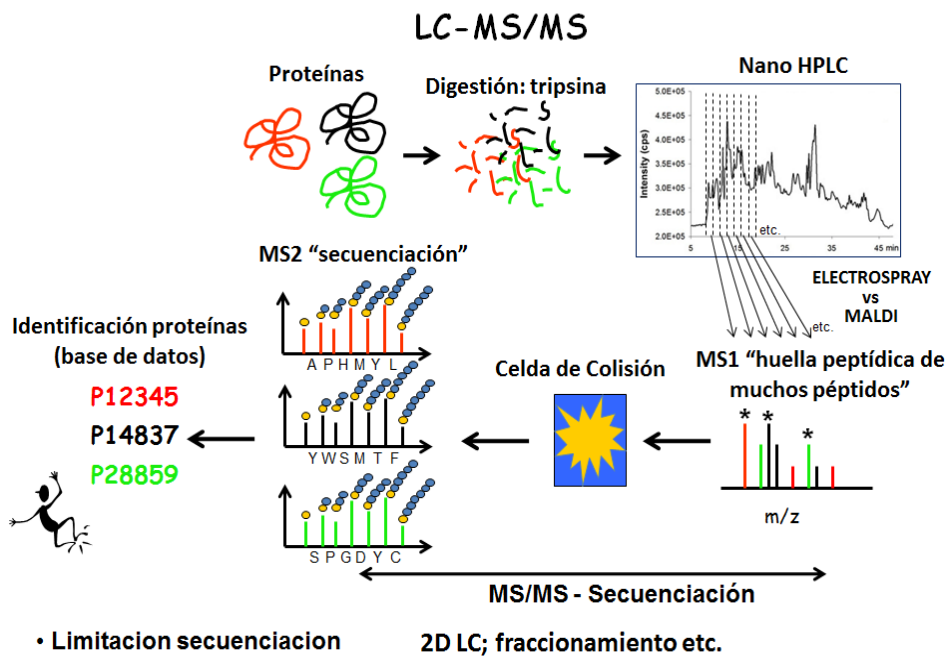 LC-MS/MS
Proteínas
Digestión: tripsina
Nano HPLC
5.0E+05
4.5E+05
4.0E+05
3.5E+05
3.0E+05
2.5E+05
2.0E+05
Intensity (cps)
etc.
5 15 25 35 45 min
ELECTROSPRAY
vs
MALDI
etc.
MS1 “huella peptídica de
muchos péptidos”
* * *
m/z
Celda de Colisión
MS2 “secuenciación”
A P H M Y L
Y W S M T F
S P G D Y C
Identificación proteínas
(base de datos)
P12345
P14837
P28859
MS/MS - Secuenciación
• Limitacion secuenciacion
2D LC; fraccionamiento etc.